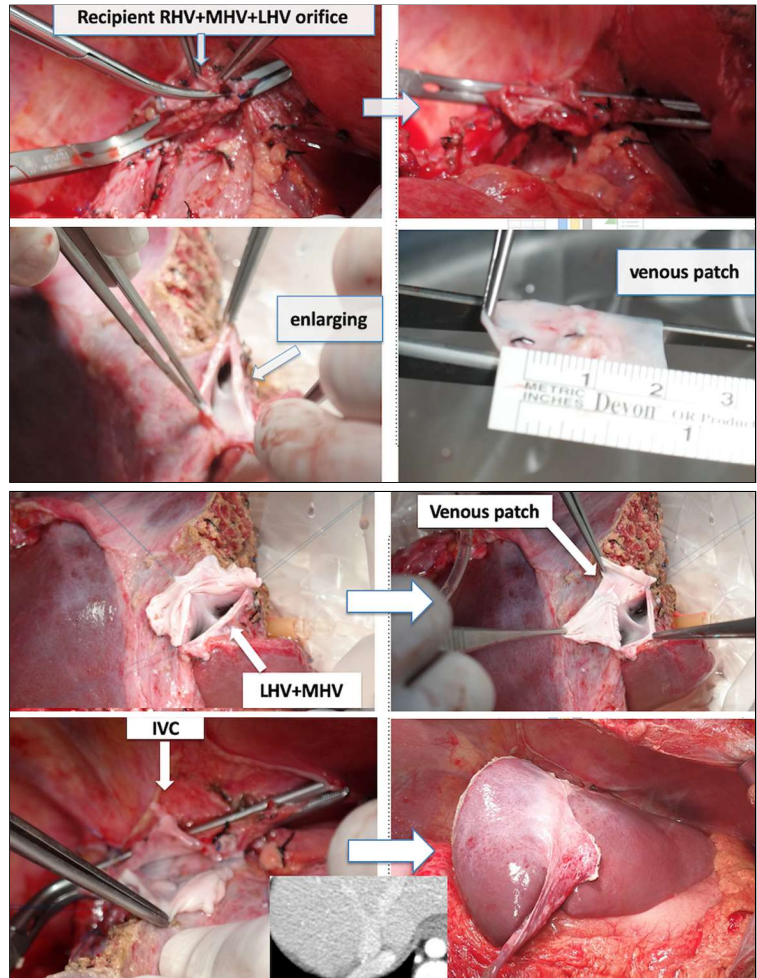 Recipient RHV+MHV+LHV orifice
enlarging
venous patch
1 2 3
METRIC
INCHES Devon OR Product
1
Venous patch
LHV+MHV
IVC